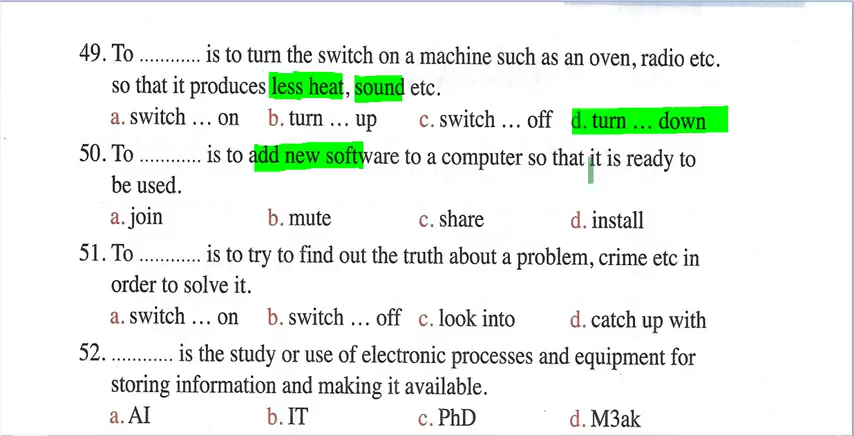 49. To ............ is to turn the switch on a machine such as an oven, radio etc.
so that it produces less heat, sound etc.
a. switch ... on b. turn ... up c. switch ... off d. turn ... down
50. To ............ is to add new software to a computer so that it is ready to
be used.
a. join b. mute c. share d. install
51. To ............ is to try to find out the truth about a problem, crime etc in
order to solve it.
a. switch ... on b. switch ... off c. look into d. catch up with
52. ............ is the study or use of electronic processes and equipment for
storing information and making it available.
a. AI b. IT c. PhD d. M3ak